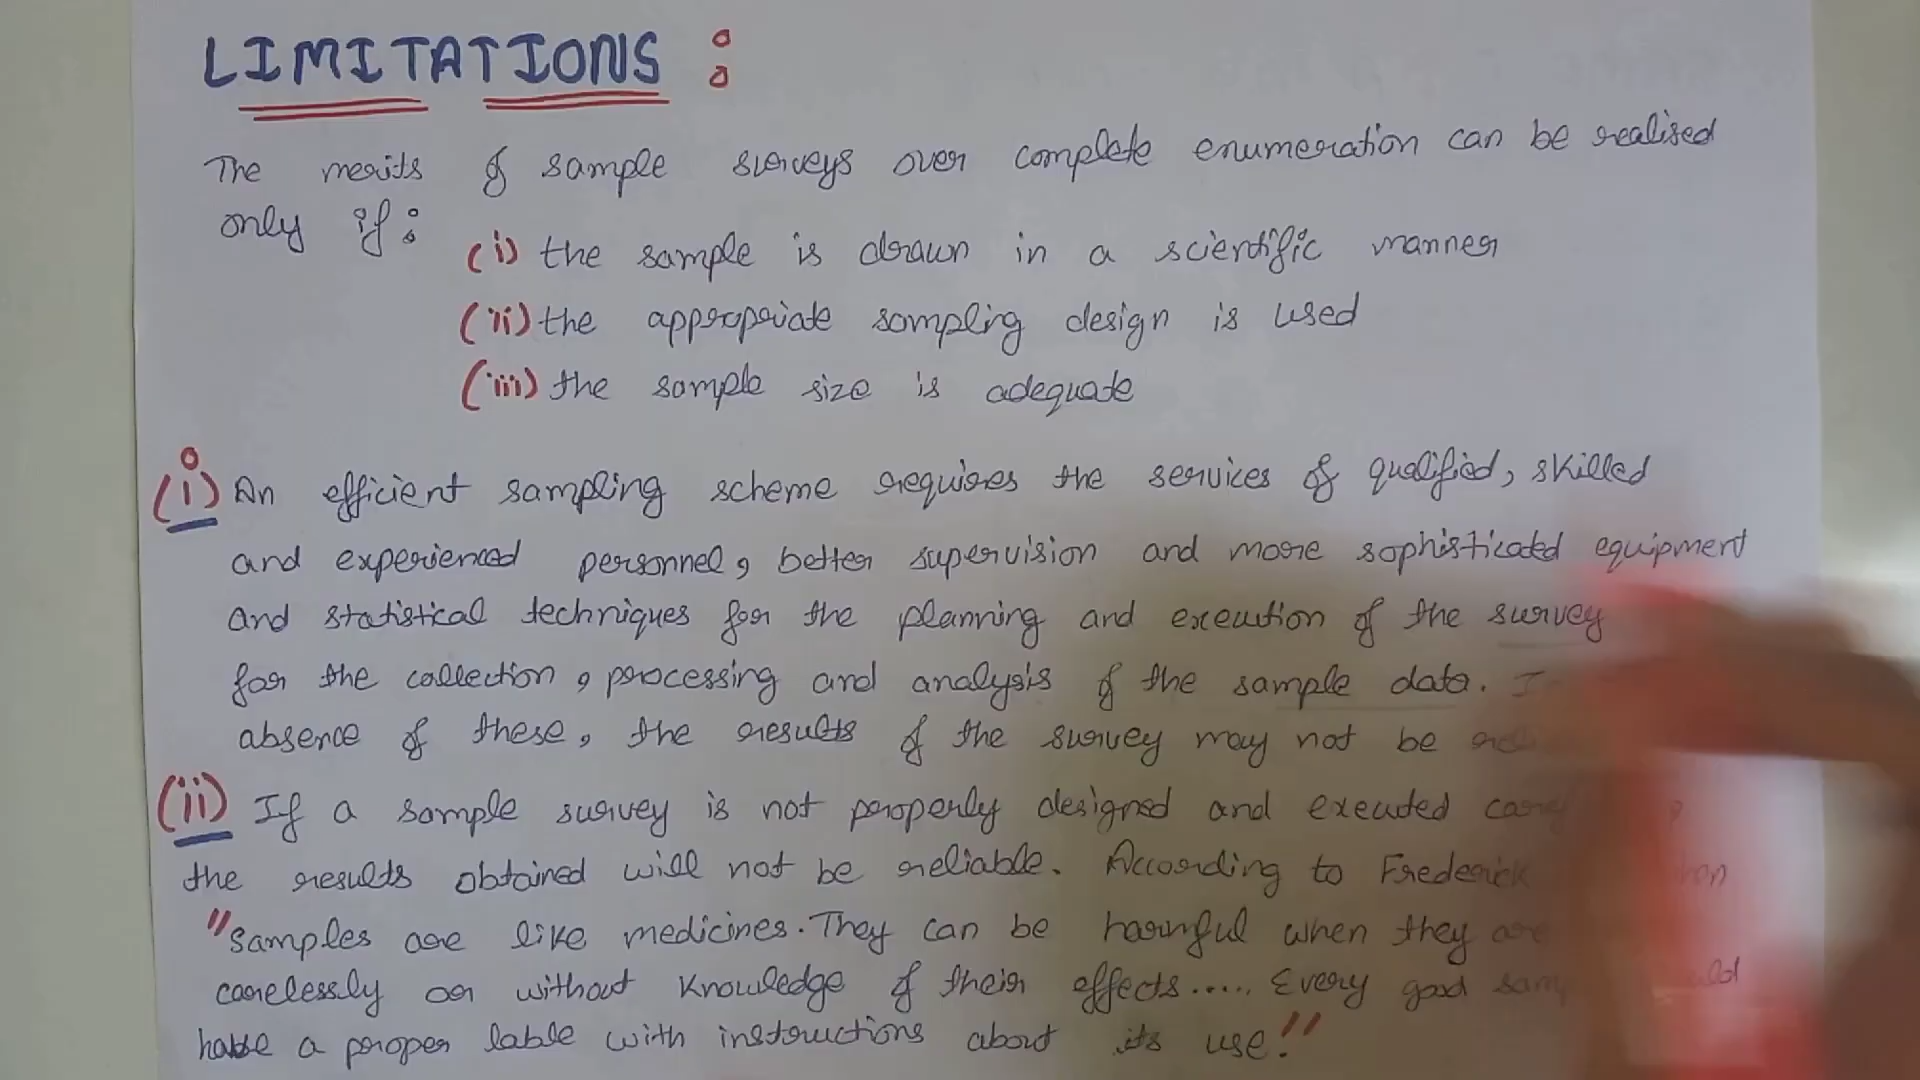 LIMITATIONS :
The merits of sample surveys over complete enumeration can be realised
only if :
(i) the sample is drawn in a scientific manner
(ii) the appropriate sampling design is used
(iii) the sample size is adequate
(i) An efficient sampling scheme requires the services of qualified, skilled
and experienced personnel, better supervision and more sophisticated equipment
and statistical techniques for the planning and execution of the survey
for the collection, processing and analysis of the sample data.
absence of these, the results of the survey may not be
(ii) If a sample survey is not properly designed and executed
the results obtained will not be reliable. According to Frederick
"Samples are like medicines. They can be harmful when they are
carelessly or without knowledge of their effects..... Every good
have a proper lable with instructions about its use!"